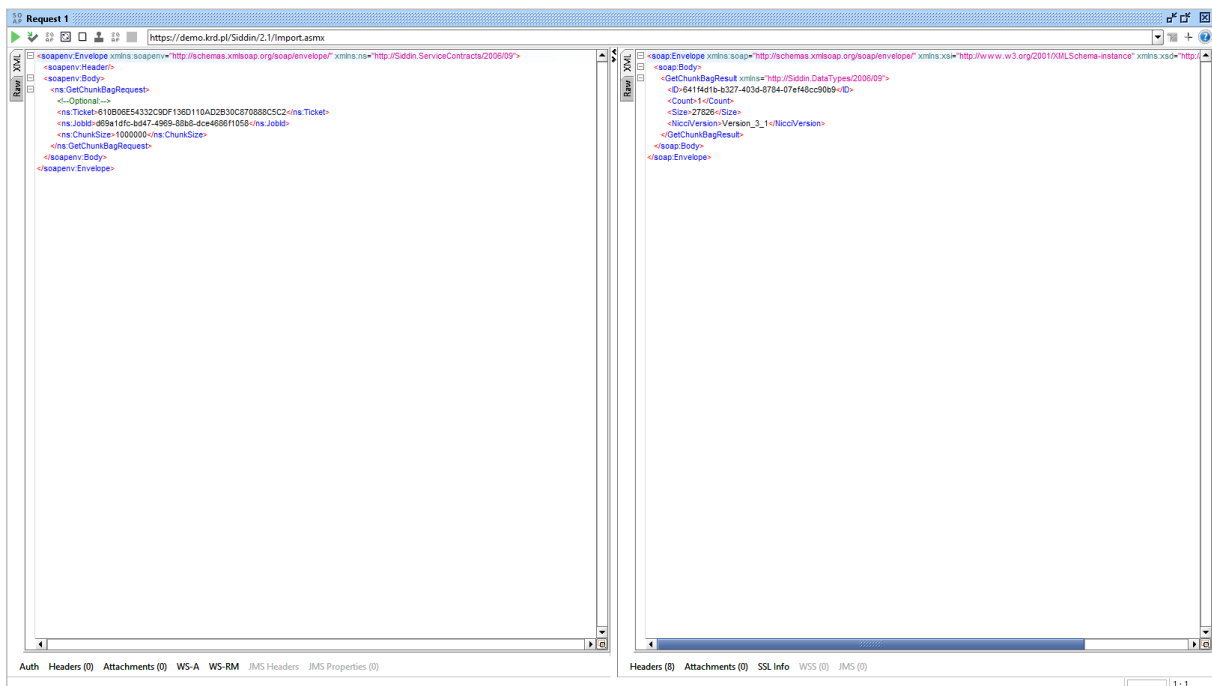 SO
AP
Request 1
https://demo.krd.pl/Siddin/2.1/Import.asmx
XML
Raw
<soapenv:Envelope xmlns:soapenv="http://schemas.xmlsoap.org/soap/envelope/" xmlns:ns="http://Siddin.ServiceContracts/2006/09">
<soapenv:Header/>
<soapenv:Body>
<ns:GetChunkBagRequest>
<!--Optional:-->
<ns:Ticket>610B06E54332C9DF136D110AD2B30C870888C5C2</ns:Ticket>
<ns:JobId>d69a1dfc-bd47-4969-88b8-dce4686f1058</ns:JobId>
<ns:ChunkSize>1000000</ns:ChunkSize>
</ns:GetChunkBagRequest>
</soapenv:Body>
</soapenv:Envelope>
XML
Raw
<soap:Envelope xmlns:soap="http://schemas.xmlsoap.org/soap/envelope/" xmlns:xsi="http://www.w3.org/2001/XMLSchema-instance" xmlns:xsd="http:/
<soap:Body>
<GetChunkBagResult xmlns="http://Siddin.DataTypes/2006/09">
<ID>641f4d1b-b327-403d-8784-07ef48cc90b9</ID>
<Count>1</Count>
<Size>27826</Size>
<NicciVersion>Version_3_1</NicciVersion>
</GetChunkBagResult>
</soap:Body>
</soap:Envelope>
Auth Headers (0) Attachments (0) WS-A WS-RM JMS Headers JMS Properties (0)
Headers (8) Attachments (0) SSL Info WSS (0) JMS (0)
1 : 1